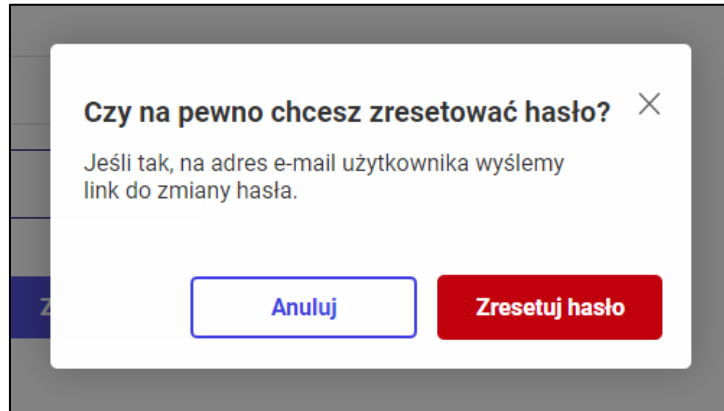 Czy na pewno chcesz zresetować hasło?
Jeśli tak, na adres e-mail użytkownika wyślemy
link do zmiany hasła.
Anuluj
Zresetuj hasło